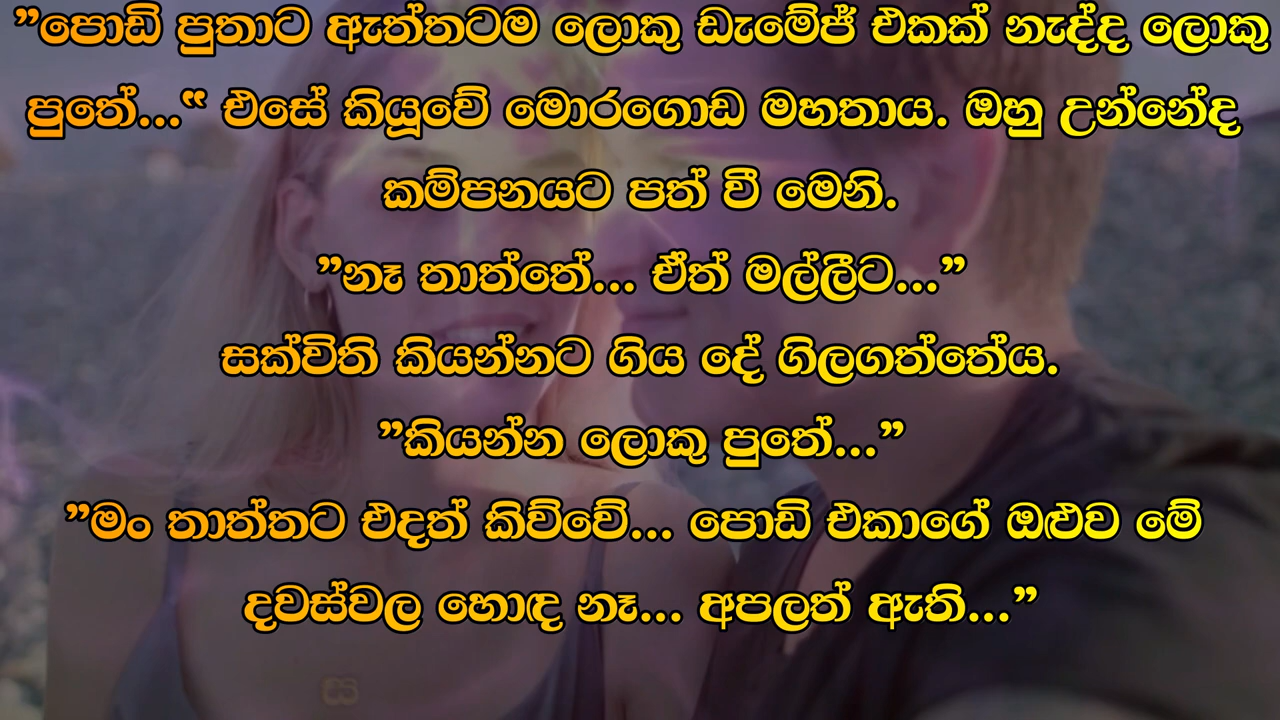 ”පොඩි පුතාට ඇත්තටම ලොකු ඩැමේජ් එකක් නැද්ද ලොකු
පුතේ...“ එසේ කියූවේ මොරගොඩ මහතාය. ඔහු උන්නේද
කම්පනයට පත් වී මෙනි.
”නෑ තාත්තේ... ඒත් මල්ලීට...”
සක්විති කියන්නට ගිය දේ ගිලගත්තේය.
”කියන්න ලොකු පුතේ...”
”මං තාත්තට එදත් කිව්වේ... පොඩි එකාගේ ඔළුව මේ
දවස්වල හොඳ නෑ... අපලත් ඇති...”
ස